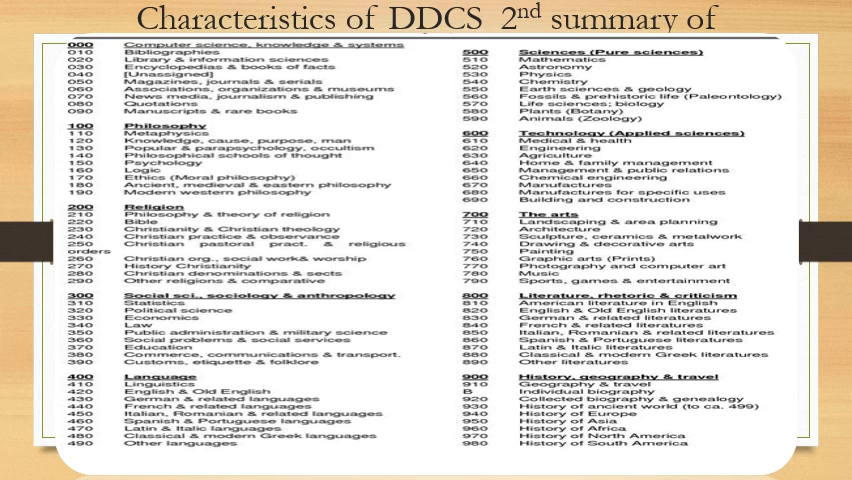 Characteristics of DDCS 2nd summary of
000 Computer science, knowledge & systems
010 Bibliographies
020 Library & information sciences
030 Encyclopedias & books of facts
040 [Unassigned]
050 Magazines, journals & serials
060 Associations, organizations & museums
070 News media, journalism & publishing
080 Quotations
090 Manuscripts & rare books
100 Philosophy
110 Metaphysics
120 Knowledge, cause, purpose, man
130 Popular & parapsychology, occultism
140 Philosophical schools of thought
150 Psychology
160 Logic
170 Ethics (Moral philosophy)
180 Ancient, medieval & eastern philosophy
190 Modern western philosophy
200 Religion
210 Philosophy & theory of religion
220 Bible
230 Christianity & Christian theology
240 Christian practice & observance
250 Christian pastoral pract. & religious
orders
260 Christian org., social work& worship
270 History Christianity
280 Christian denominations & sects
290 Other religions & comparative
300 Social sci., sociology & anthropology
310 Statistics
320 Political science
330 Economics
340 Law
350 Public administration & military science
360 Social problems & social services
370 Education
380 Commerce, communications & transport.
390 Customs, etiquette & folklore
400 Language
410 Linguistics
420 English & Old English
430 German & related languages
440 French & related languages
450 Italian, Romanian & related languages
460 Spanish & Portuguese languages
470 Latin & Italic languages
480 Classical & modern Greek languages
490 Other languages
500 Sciences (Pure sciences)
510 Mathematics
520 Astronomy
530 Physics
540 Chemistry
550 Earth sciences & geology
560 Fossils & prehistoric life (Paleontology)
570 Life sciences; biology
580 Plants (Botany)
590 Animals (Zoology)
600 Technology (Applied sciences)
610 Medical & health
620 Engineering
630 Agriculture
640 Home & family management
650 Management & public relations
660 Chemical engineering
670 Manufactures
680 Manufactures for specific uses
690 Building and construction
700 The arts
710 Landscaping & area planning
720 Architecture
730 Sculpture, ceramics & metalwork
740 Drawing & decorative arts
750 Painting
760 Graphic arts (Prints)
770 Photography and computer art
780 Music
790 Sports, games & entertainment
800 Literature, rhetoric & criticism
810 American literature in English
820 English & Old English literatures
830 German & related literatures
840 French & related literatures
850 Italian, Romanian & related literatures
860 Spanish & Portuguese literatures
870 Latin & Italic literatures
880 Classical & modern Greek literatures
890 Other literatures
900 History, geography & travel
910 Geography & travel
B Individual biography
920 Collected biography & genealogy
930 History of ancient world (to ca. 499)
940 History of Europe
950 History of Asia
960 History of Africa
970 History of North America
980 History of South America